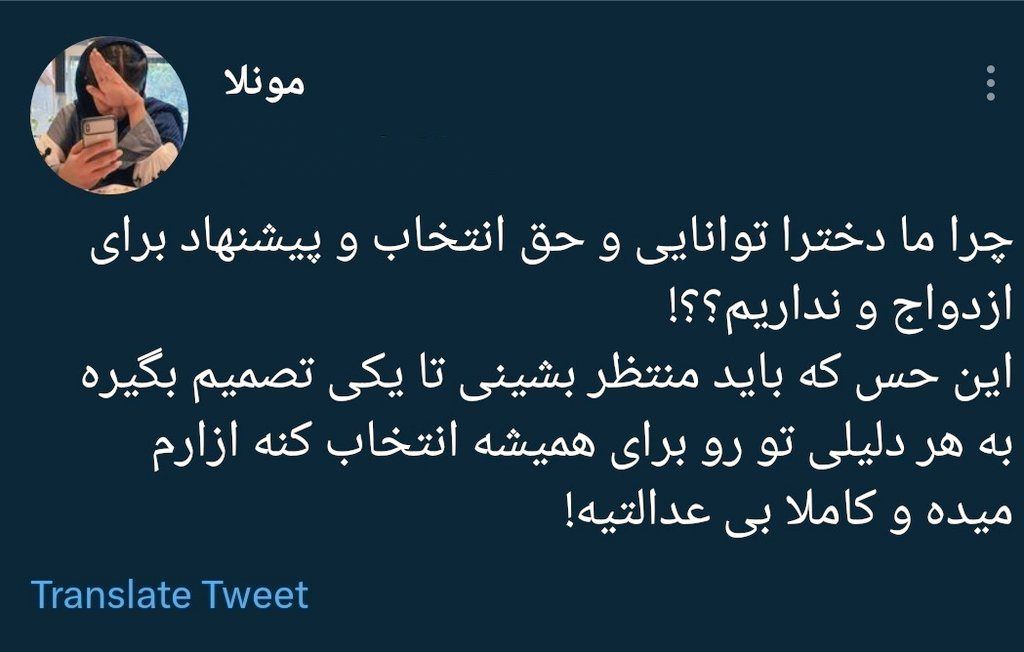 مونلا
چرا ما دخترا توانایی و حق انتخاب و پیشنهاد برای
ازدواج و نداریم؟؟!
این حس که باید منتظر بشینی تا یکی تصمیم بگیره
به هر دلیلی تو رو برای همیشه انتخاب کنه ازارم
میده و کاملا بی عدالتیه!
Translate Tweet